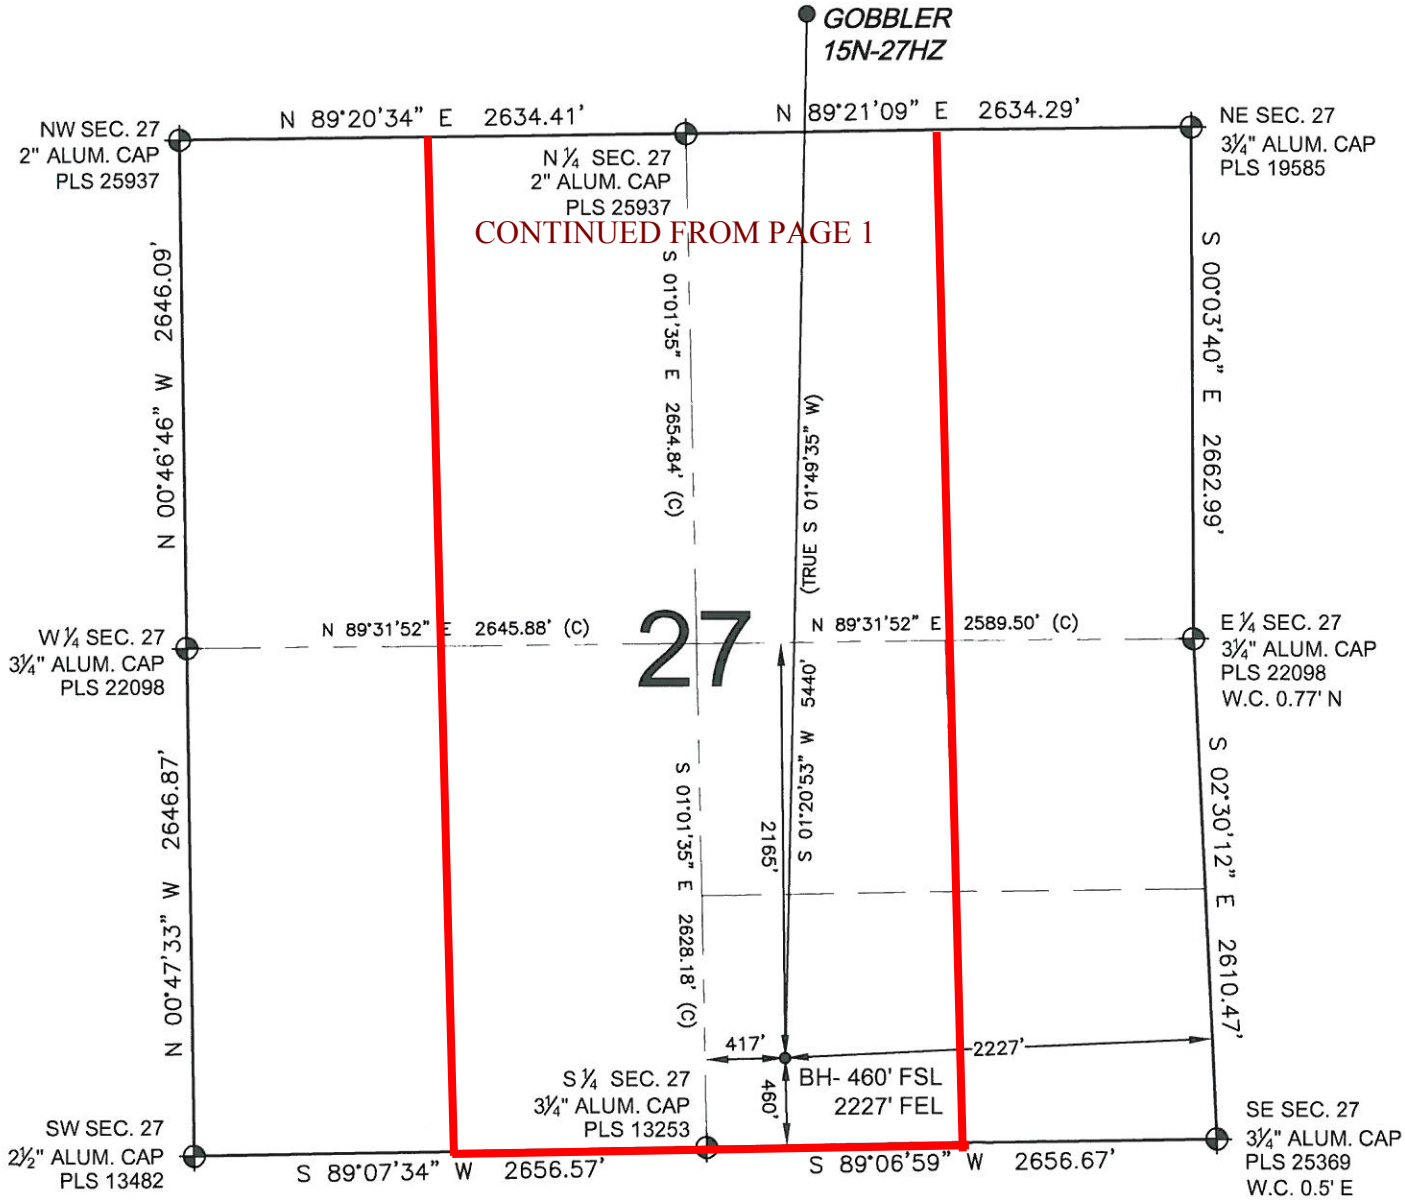 GOBBLER
15N-27HZ
N 89°20'34" E 2634.41'
N 89°21'09" E 2634.29'
NW SEC. 27
2" ALUM. CAP
PLS 25937
N ¼ SEC. 27
2" ALUM. CAP
PLS 25937
NE SEC. 27
3¼" ALUM. CAP
PLS 19585
CONTINUED FROM PAGE 1
N 00°46'46" W 2646.09'
S 01°01'35" E 2654.84' (C)
(TRUE S 01°49'35" W)
S 00°03'40" E 2662.99'
W ¼ SEC. 27
3¼" ALUM. CAP
PLS 22098
N 89°31'52" E 2645.88' (C)
27
N 89°31'52" E 2589.50' (C)
E ¼ SEC. 27
3¼" ALUM. CAP
PLS 22098
W.C. 0.77' N
N 00°47'33" W 2646.87'
S 01°01'35" E 2628.18' (C)
2165'
S 01°20'53" W 5440'
S 02°30'12" E 2610.47'
417'
2227'
460'
BH- 460' FSL
2227' FEL
S ¼ SEC. 27
3¼" ALUM. CAP
PLS 13253
SW SEC. 27
2½" ALUM. CAP
PLS 13482
S 89°07'34" W 2656.57'
S 89°06'59" W 2656.67'
SE SEC. 27
3¼" ALUM. CAP
PLS 25369
W.C. 0.5' E